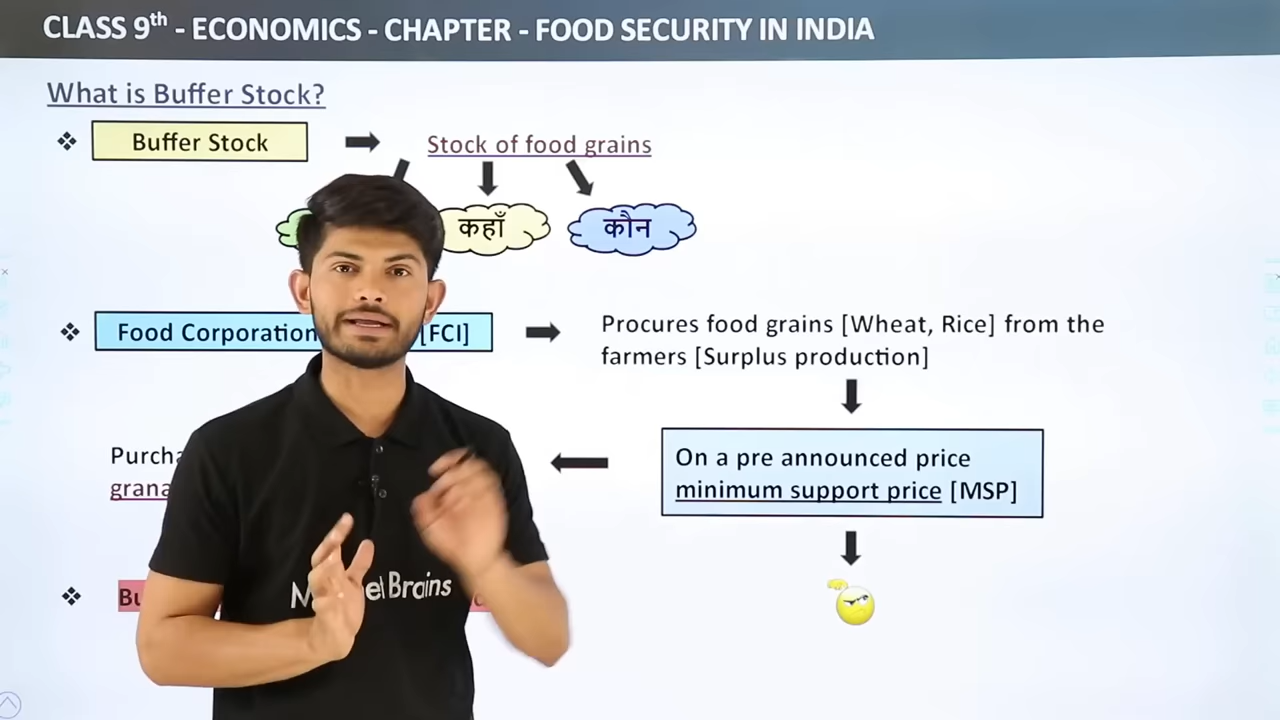 CLASS 9th - ECONOMICS - CHAPTER - FOOD SECURITY IN INDIA
What is Buffer Stock?
Buffer Stock
Stock of food grains
कहाँ
कौन
Food Corporation [FCI]
Procures food grains [Wheat, Rice] from the
farmers [Surplus production]
On a pre announced price
minimum support price [MSP]
Brains